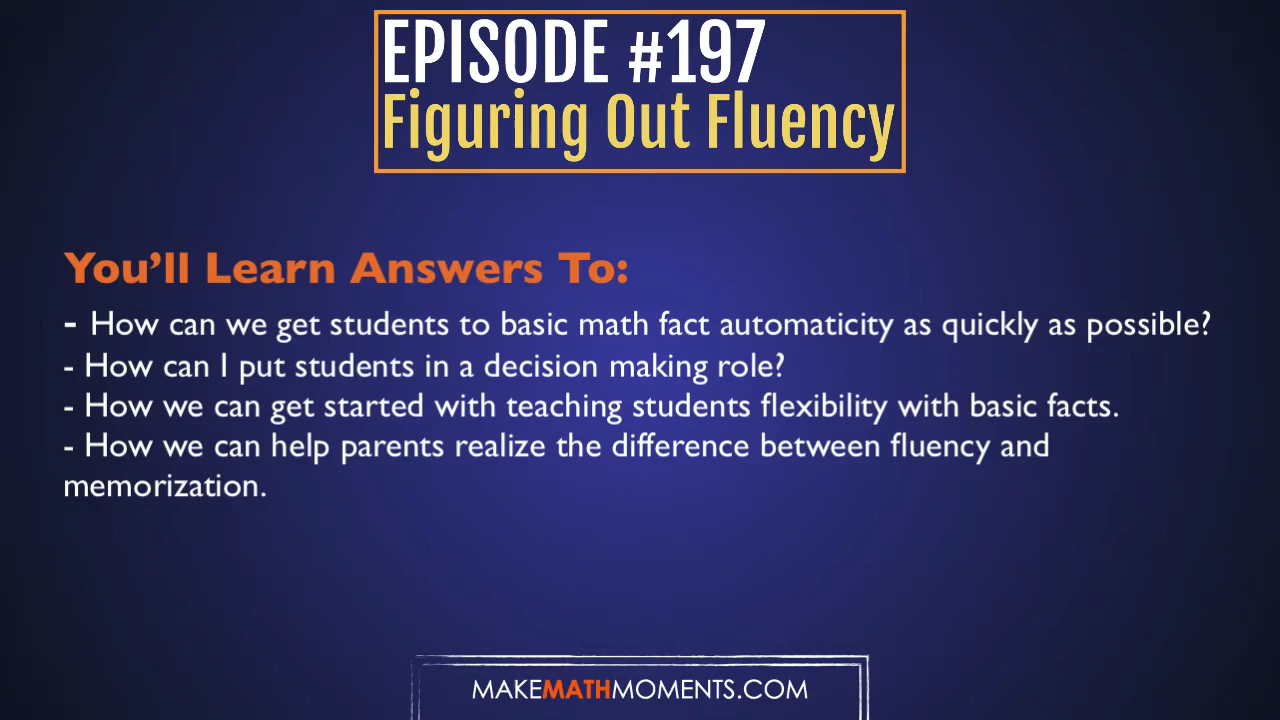 EPISODE #197
Figuring Out Fluency
You’ll Learn Answers To:
- How can we get students to basic math fact automaticity as quickly as possible?
- How can I put students in a decision making role?
- How we can get started with teaching students flexibility with basic facts.
- How we can help parents realize the difference between fluency and
memorization.
MAKEMATHMOMENTS.COM